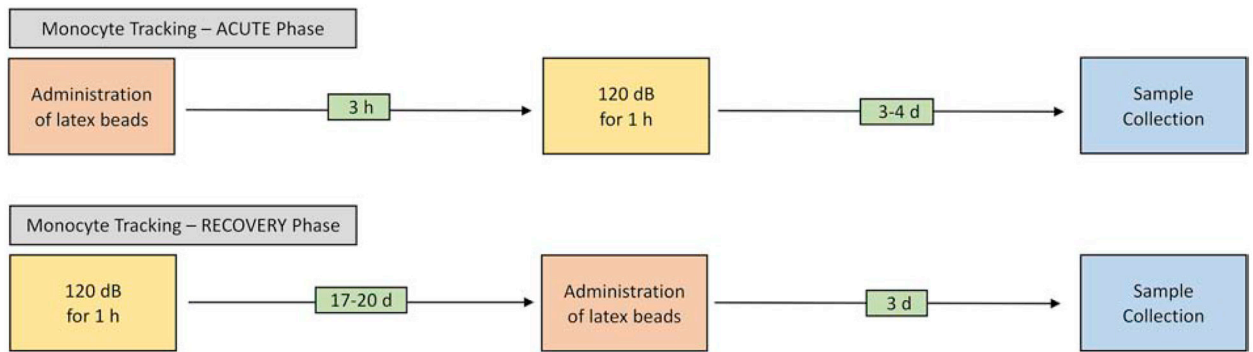 Monocyte Tracking – ACUTE Phase
Administration
of latex beads
3 h
120 dB
for 1 h
3-4 d
Sample
Collection
Monocyte Tracking – RECOVERY Phase
120 dB
for 1 h
17-20 d
Administration
of latex beads
3 d
Sample
Collection